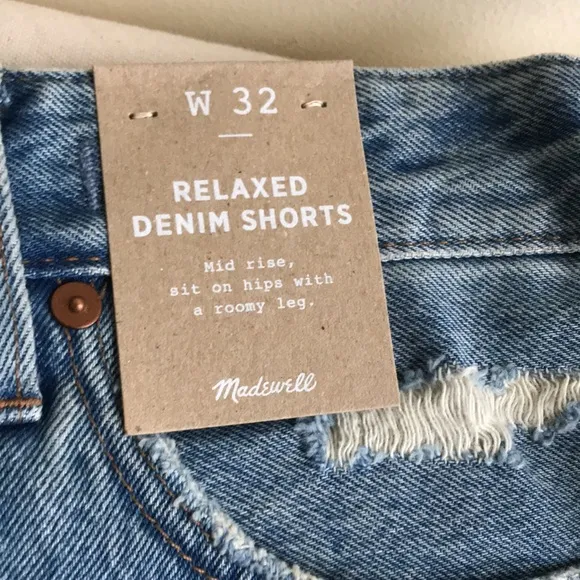 W 32
RELAXED
DENIM SHORTS
Mid rise,
sit on hips with
a roomy leg.
Madewell